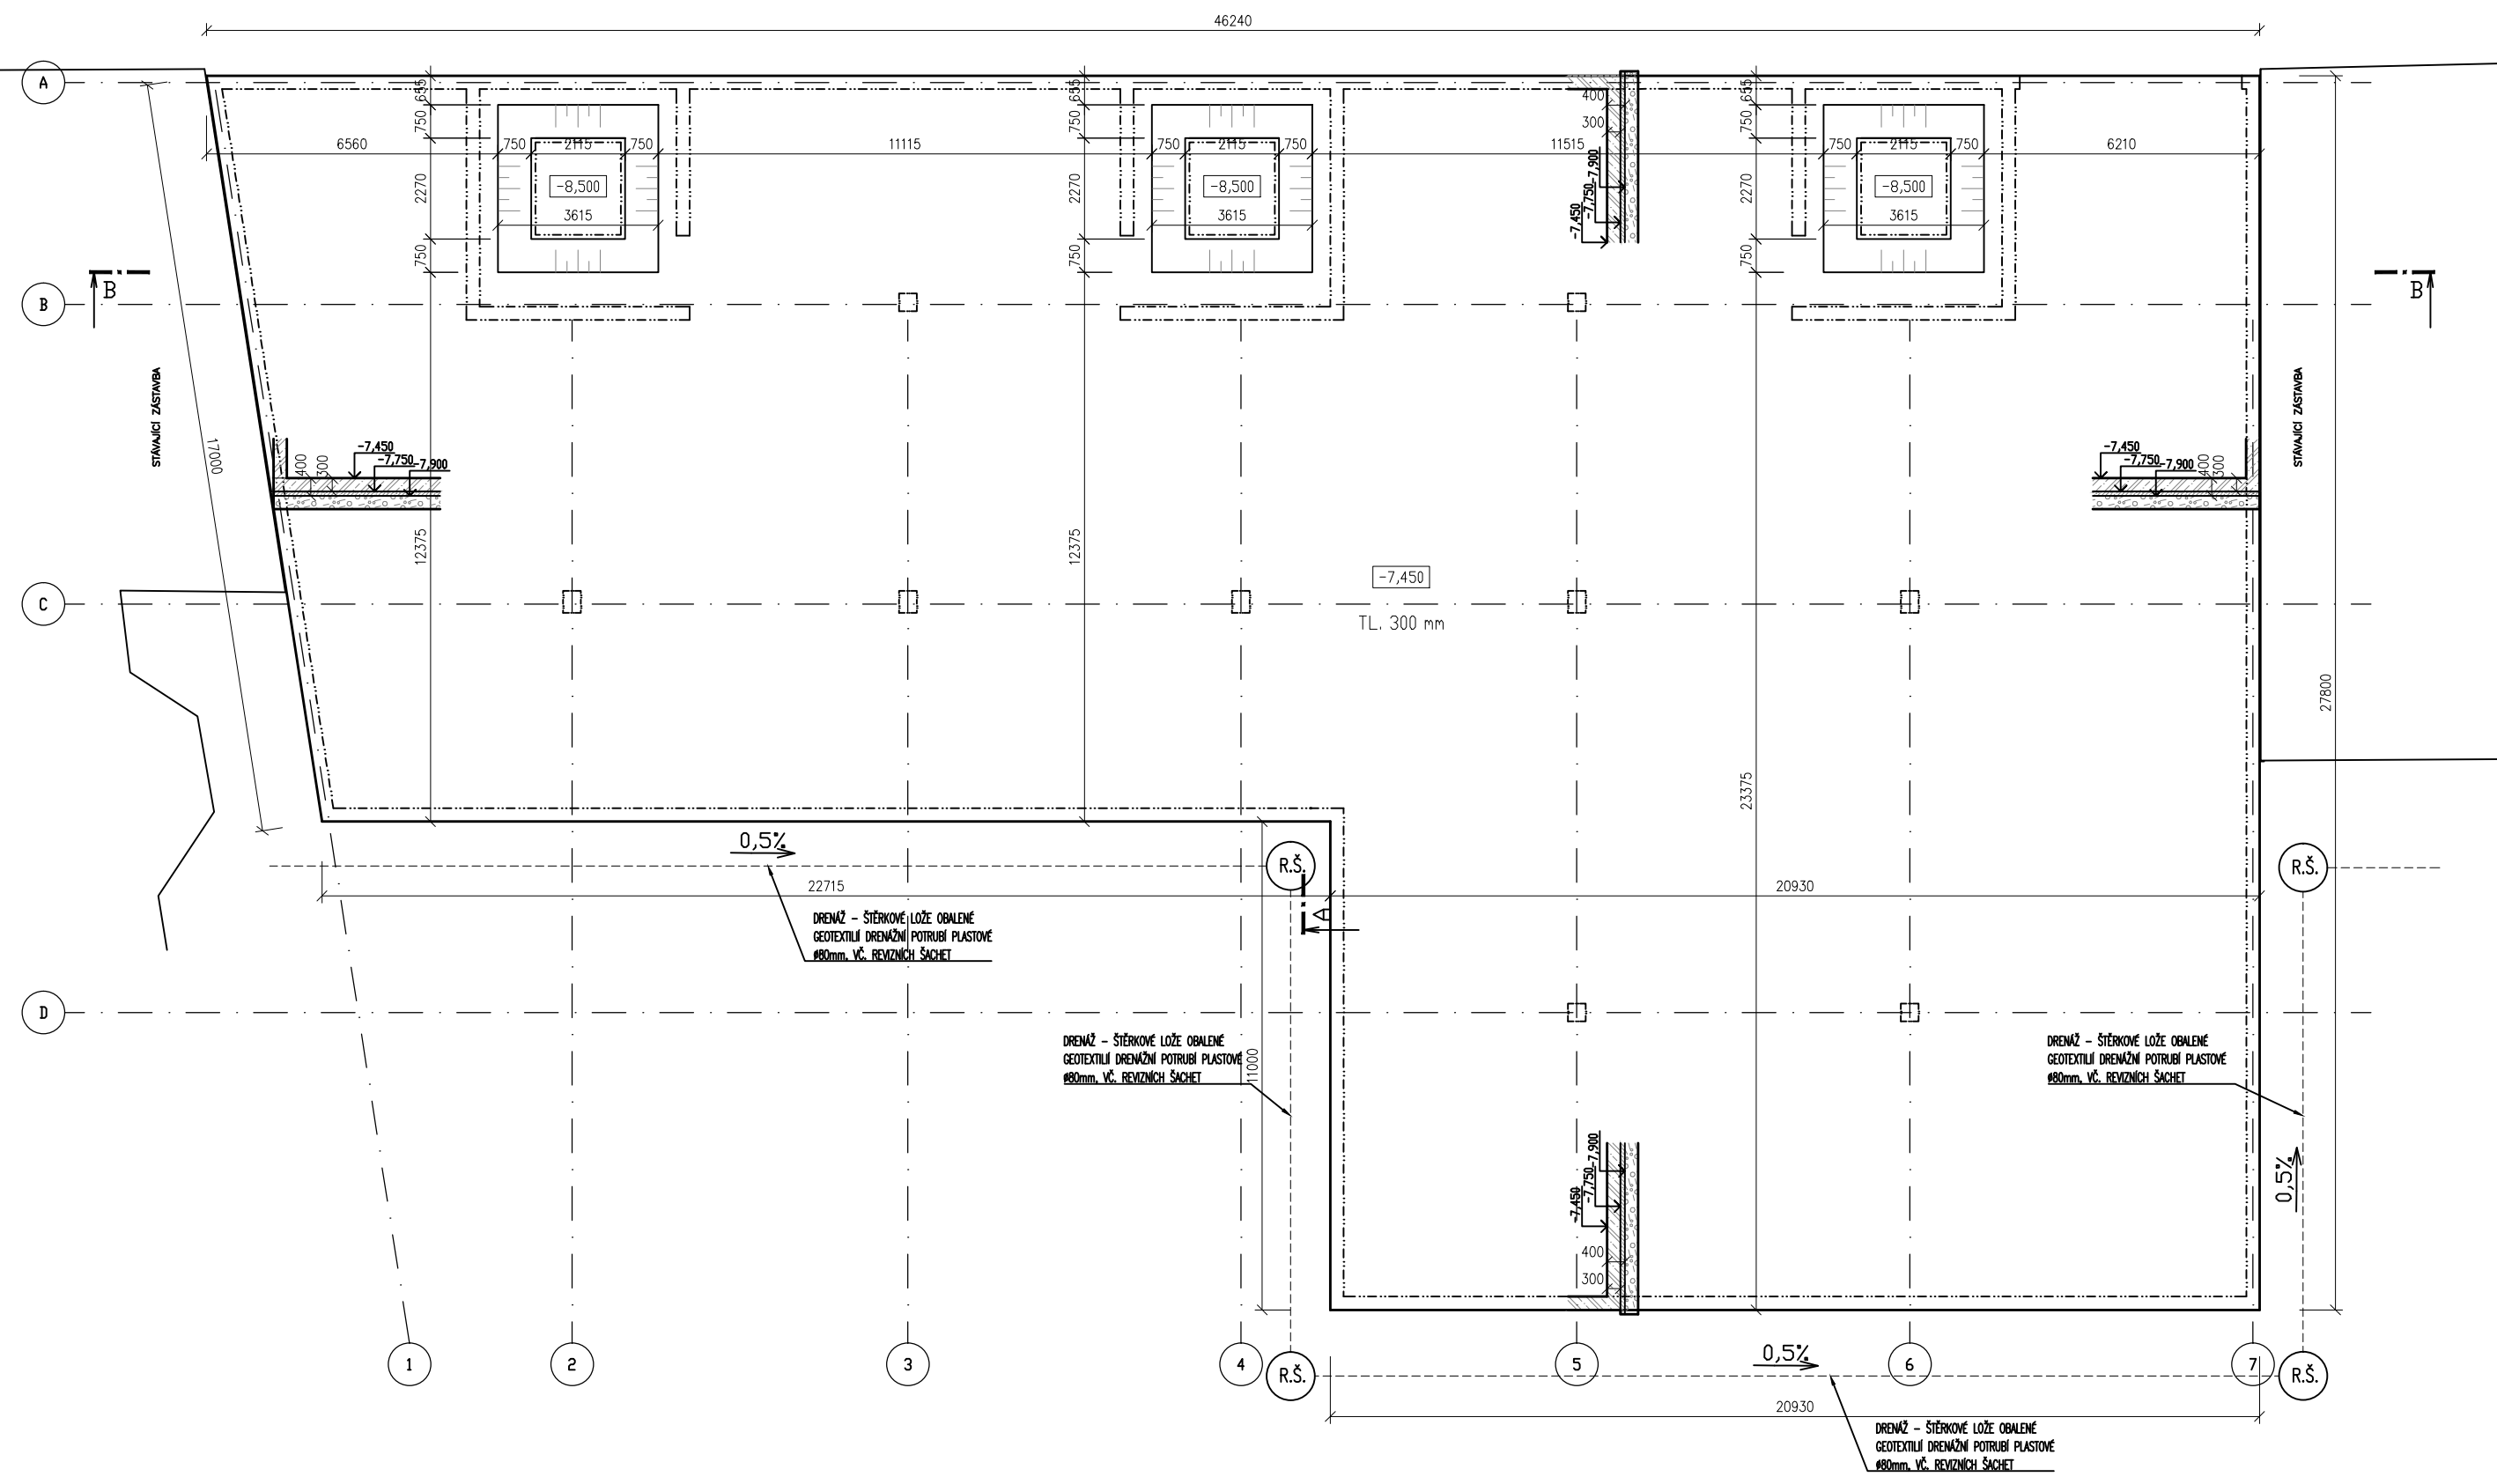 46240
A
655
655
655
750
750
750
400
300
6560
750
2115
750
11115
750
2115
750
11515
750
2115
750
6210
2270
-8,500
3615
2270
-8,500
3615
-7,900
-7,750
-7,450
2270
-8,500
3615
750
750
750
B
B
B
STÁVAJÍCÍ ZÁSTAVBA
STÁVAJÍCÍ ZÁSTAVBA
17000
400
300
-7,450
-7,750
-7,900
-7,450
-7,750
-7,900
400
300
12375
12375
-7,450
TL. 300 mm
C
27800
23375
0,5%
R.Š.
R.Š.
22715
20930
A
DRENÁŽ – ŠTĚRKOVÉ LOŽE OBALENÉ
GEOTEXTILIÍ DRENÁŽNÍ POTRUBÍ PLASTOVÉ
ø80mm. VČ. REVIZNÍCH ŠACHET
D
DRENÁŽ – ŠTĚRKOVÉ LOŽE OBALENÉ
GEOTEXTILIÍ DRENÁŽNÍ POTRUBÍ PLASTOVÉ
ø80mm. VČ. REVIZNÍCH ŠACHET
11000
DRENÁŽ – ŠTĚRKOVÉ LOŽE OBALENÉ
GEOTEXTILIÍ DRENÁŽNÍ POTRUBÍ PLASTOVÉ
ø80mm. VČ. REVIZNÍCH ŠACHET
-7,900
-7,750
-7,450
0,5%
400
300
1
2
3
4
R.Š.
5
0,5%
6
7
R.Š.
20930
DRENÁŽ – ŠTĚRKOVÉ LOŽE OBALENÉ
GEOTEXTILIÍ DRENÁŽNÍ POTRUBÍ PLASTOVÉ
ø80mm. VČ. REVIZNÍCH ŠACHET